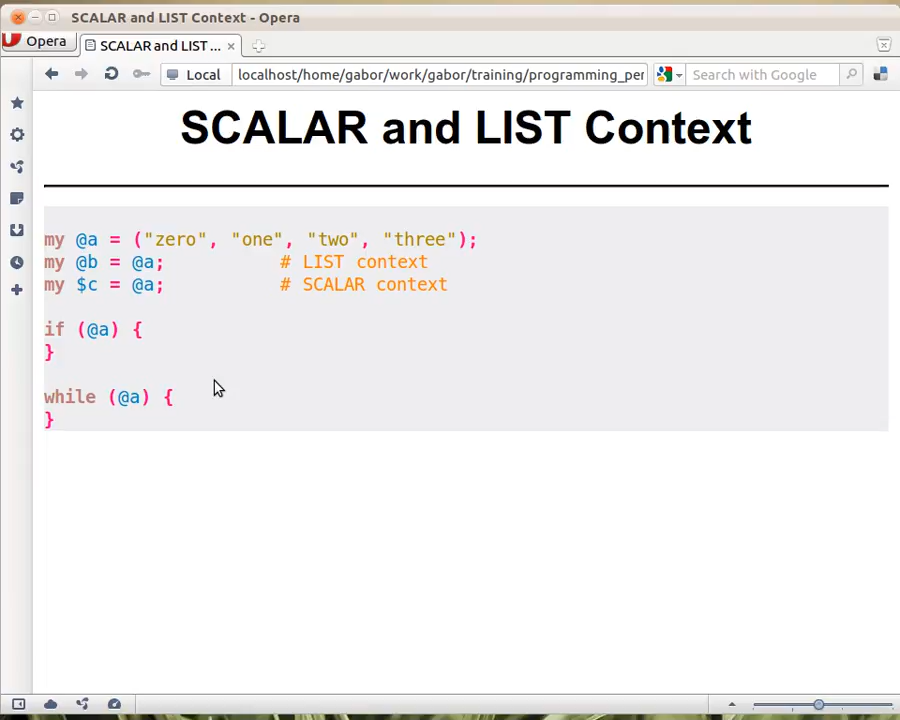 SCALAR and LIST Context - Opera
Opera
SCALAR and LIST ...
Local
localhost/home/gabor/work/gabor/training/programming_per
Search with Google
SCALAR and LIST Context
my @a = ("zero", "one", "two", "three");
my @b = @a; # LIST context
my $c = @a; # SCALAR context
if (@a) {
}
while (@a) {
}